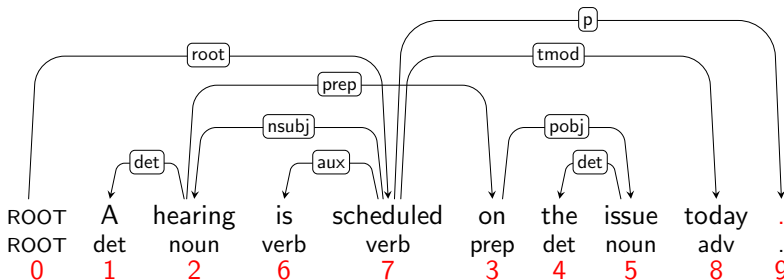 p
root tmod
prep
nsubj pobj
det aux det
ROOT A hearing is scheduled on the issue today .
ROOT det noun verb verb prep det noun adv .
0 1 2 6 7 3 4 5 8 9